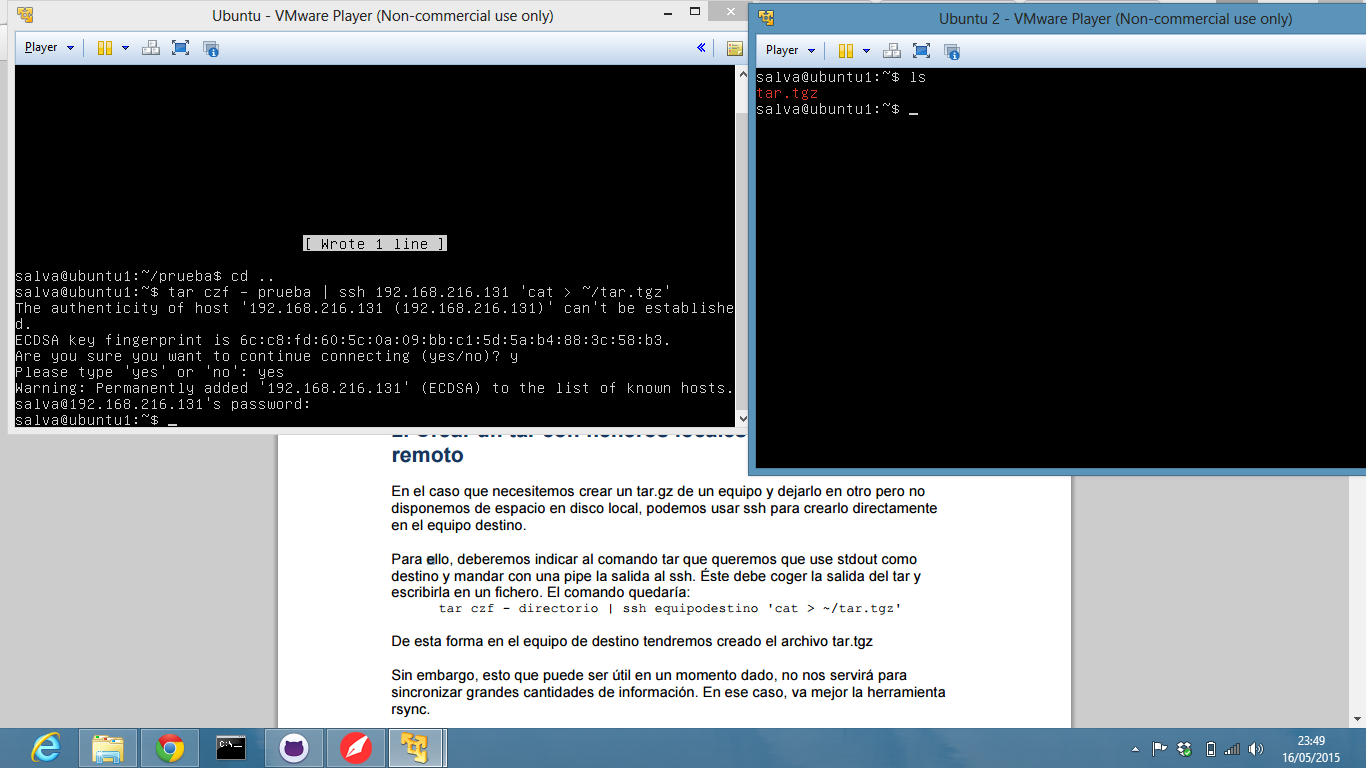 Ubuntu - VMware Player (Non-commercial use only)
Player
[ Wrote 1 line ]
salva@ubuntu1:~/prueba$ cd ..
salva@ubuntu1:~$ tar czf - prueba | ssh 192.168.216.131 'cat > ~/tar.tgz'
The authenticity of host '192.168.216.131 (192.168.216.131)' can't be establishe
d.
ECDSA key fingerprint is 6c:c8:fd:60:5c:0a:09:bb:c1:5d:5a:b4:88:3c:58:b3.
Are you sure you want to continue connecting (yes/no)? y
Please type 'yes' or 'no': yes
Warning: Permanently added '192.168.216.131' (ECDSA) to the list of known hosts.
salva@192.168.216.131's password:
salva@ubuntu1:~$ _
Ubuntu 2 - VMware Player (Non-commercial use only)
Player
salva@ubuntu1:~$ ls
tar.tgz
salva@ubuntu1:~$ _
Crear un tar con ficheros locales
remoto
En el caso que necesitemos crear un tar.gz de un equipo y dejarlo en otro pero no
disponemos de espacio en disco local, podemos usar ssh para crearlo directamente
en el equipo destino.
Para ello, deberemos indicar al comando tar que queremos que use stdout como
destino y mandar con una pipe la salida al ssh. Éste debe coger la salida del tar y
escribirla en un fichero. El comando quedaría:
tar czf - directorio | ssh equipodestino 'cat > ~/tar.tgz'
De esta forma en el equipo de destino tendremos creado el archivo tar.tgz
Sin embargo, esto que puede ser útil en un momento dado, no nos servirá para
sincronizar grandes cantidades de información. En ese caso, va mejor la herramienta
rsync.
23:49
16/05/2015